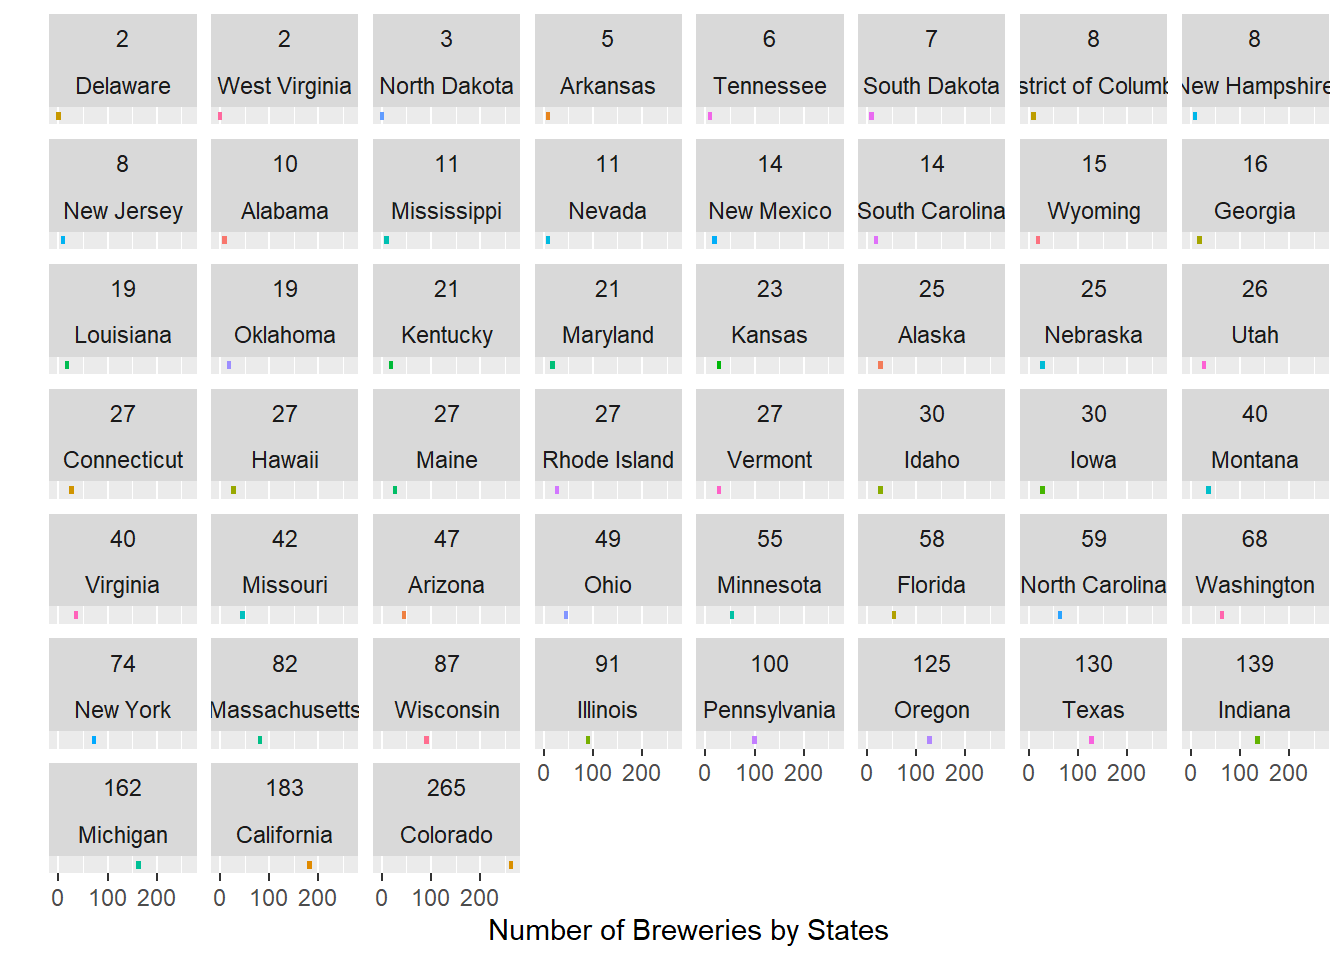 2 2 3 5 6 7 8 8
Delaware West Virginia North Dakota Arkansas Tennessee South Dakota strict of Columb New Hampshire
8 10 11 11 14 14 15 16
New Jersey Alabama Mississippi Nevada New Mexico South Carolina Wyoming Georgia
19 19 21 21 23 25 25 26
Louisiana Oklahoma Kentucky Maryland Kansas Alaska Nebraska Utah
27 27 27 27 27 30 30 40
Connecticut Hawaii Maine Rhode Island Vermont Idaho Iowa Montana
40 42 47 49 55 58 59 68
Virginia Missouri Arizona Ohio Minnesota Florida North Carolina Washington
74 82 87 91 100 125 130 139
New York Massachusetts Wisconsin Illinois Pennsylvania Oregon Texas Indiana
0 100 200 0 100 200 0 100 200 0 100 200 0 100 200
162 183 265
Michigan California Colorado
0 100 200 0 100 200 0 100 200
Number of Breweries by States